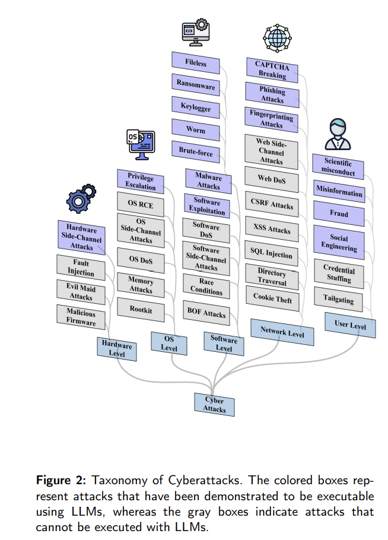 Fileless
Ransomware
Keylogger
Worm
Brute-force
Malware
Attacks
Software
Exploitation
Software
DoS
Software
Side-Channel
Attacks
Race
Conditions
BOF Attacks
Software
Level
CAPTCHA
Breaking
Phishing
Attacks
Fingerprinting
Attacks
Web Side-
Channel
Attacks
Web DoS
CSRF Attacks
XSS Attacks
SQL Injection
Directory
Traversal
Cookie Theft
Network Level
OS
Privilege
Escalation
OS RCE
OS
Side-Channel
Attacks
OS DoS
Memory
Attacks
Rootkit
OS
Level
Hardware
Side-Channel
Attacks
Fault
Injection
Evil Maid
Attacks
Malicious
Firmware
Hardware
Level
Scientific
misconduct
Misinformation
Fraud
Social
Engineering
Credential
Stuffing
Tailgating
User Level
Cyber
Attacks
Figure 2: Taxonomy of Cyberattacks. The colored boxes rep-
resent attacks that have been demonstrated to be executable
using LLMs, whereas the gray boxes indicate attacks that
cannot be executed with LLMs.